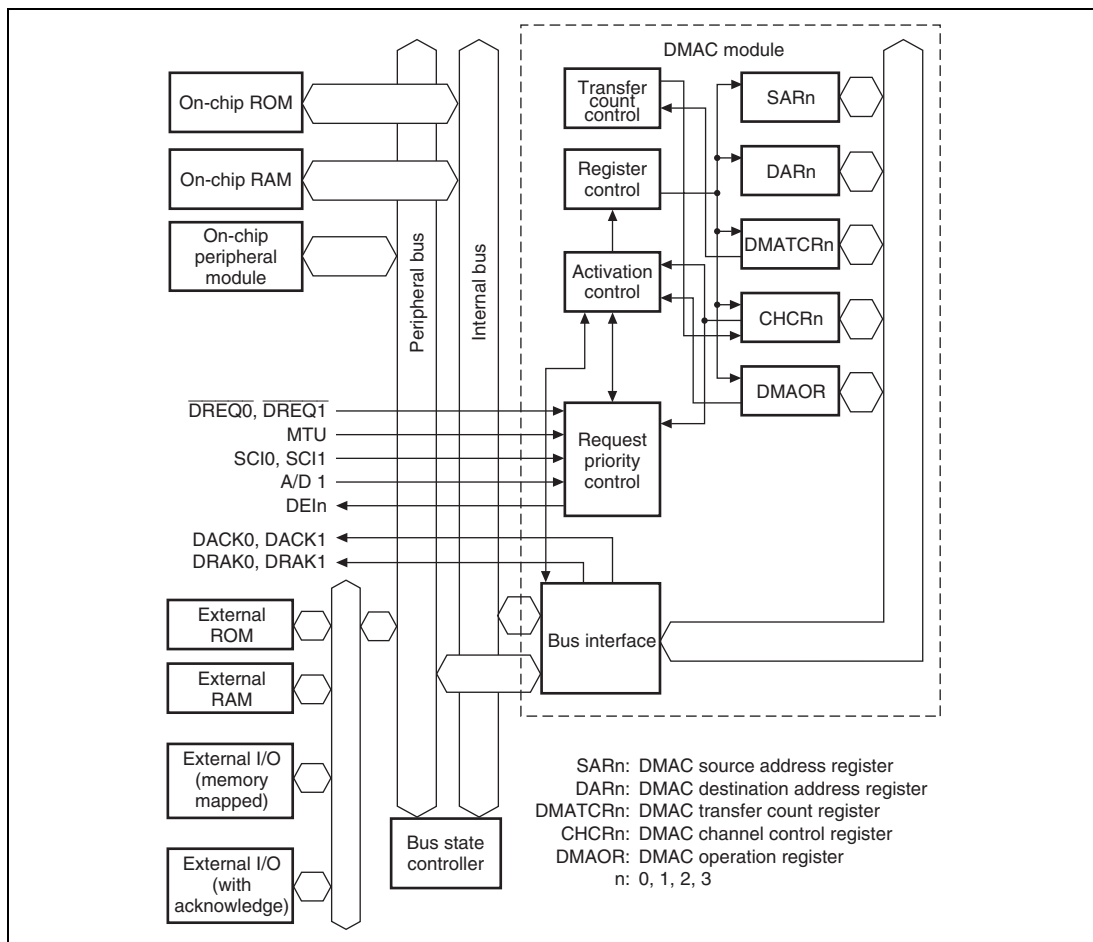 DMAC module
On-chip ROM
Transfer
count
control
SARn
On-chip RAM
Register
control
DARn
On-chip
peripheral
module
Peripheral bus
Internal bus
Activation
control
DMATCRn
CHCRn
DMAOR
DREQ0, DREQ1
MTU
SCI0, SCI1
A/D 1
DEIn
Request
priority
control
DACK0, DACK1
DRAK0, DRAK1
External
ROM
Bus interface
External
RAM
External I/O
(memory
mapped)
Bus state
controller
External I/O
(with
acknowledge)
SARn: DMAC source address register
DARn: DMAC destination address register
DMATCRn: DMAC transfer count register
CHCRn: DMAC channel control register
DMAOR: DMAC operation register
n: 0, 1, 2, 3